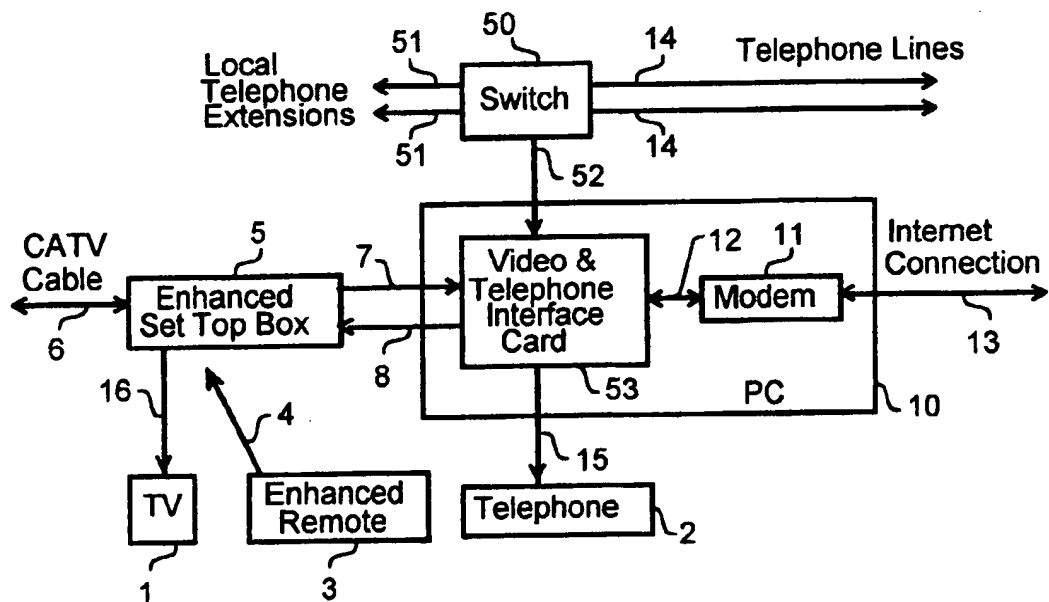 50
51
14
Telephone Lines
Local
Telephone
Extensions
Switch
51
14
52
CATV
Cable
5
7
Video &
Telephone
Interface
Card
12
11
Internet
Connection
Enhanced
Set Top Box
Modem
6
8
13
53
PC
10
16
4
15
TV
Enhanced
Remote
Telephone
2
1
3